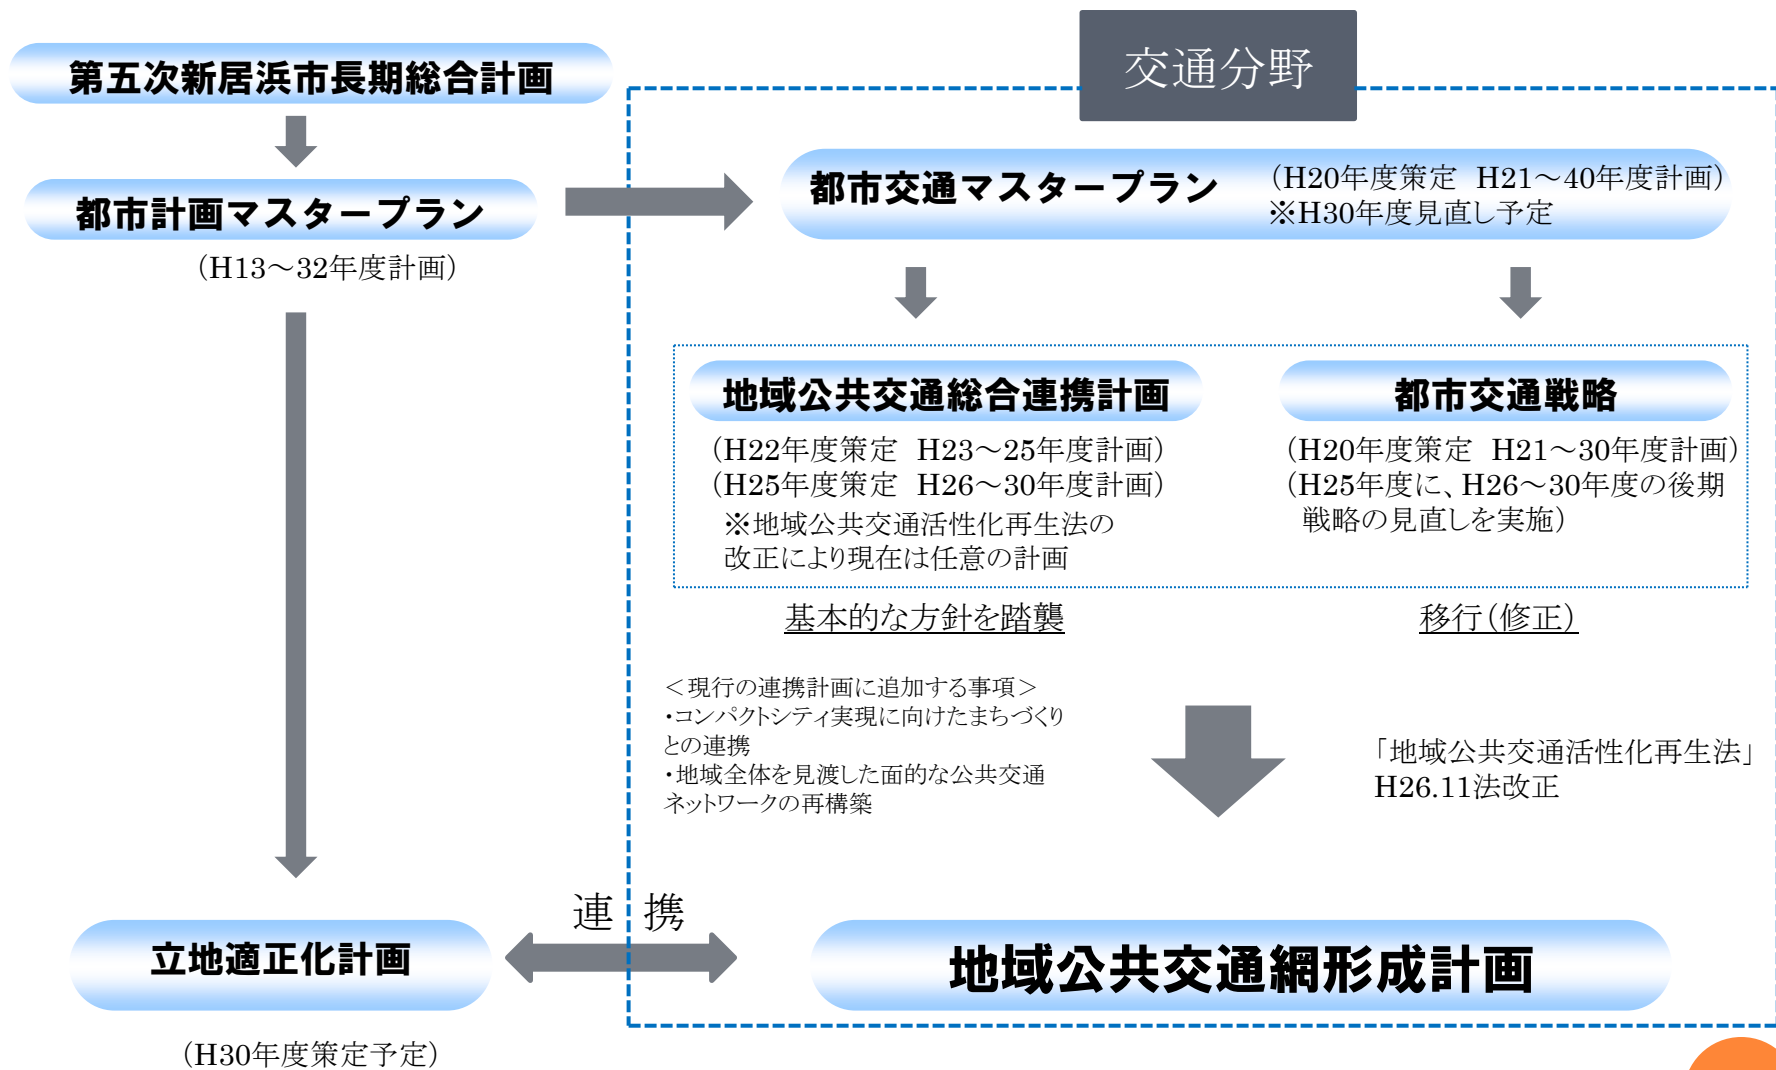 第五次新居浜市長期総合計画
都市計画マスタープラン
(H13～32年度計画)
交通分野
都市交通マスタープラン
(H20年度策定 H21～40年度計画)
※H30年度見直し予定
地域公共交通総合連携計画
(H22年度策定 H23～25年度計画)
(H25年度策定 H26～30年度計画)
※地域公共交通活性化再生法の
改正により現在は任意の計画
都市交通戦略
(H20年度策定 H21～30年度計画)
(H25年度に、H26～30年度の後期
戦略の見直しを実施)
基本的な方針を踏襲
移行(修正)
＜現行の連携計画に追加する事項＞
・コンパクトシティ実現に向けたまちづくり
との連携
・地域全体を見渡した面的な公共交通
ネットワークの再構築
「地域公共交通活性化再生法」
H26.11法改正
連携
立地適正化計画
(H30年度策定予定)
地域公共交通網形成計画